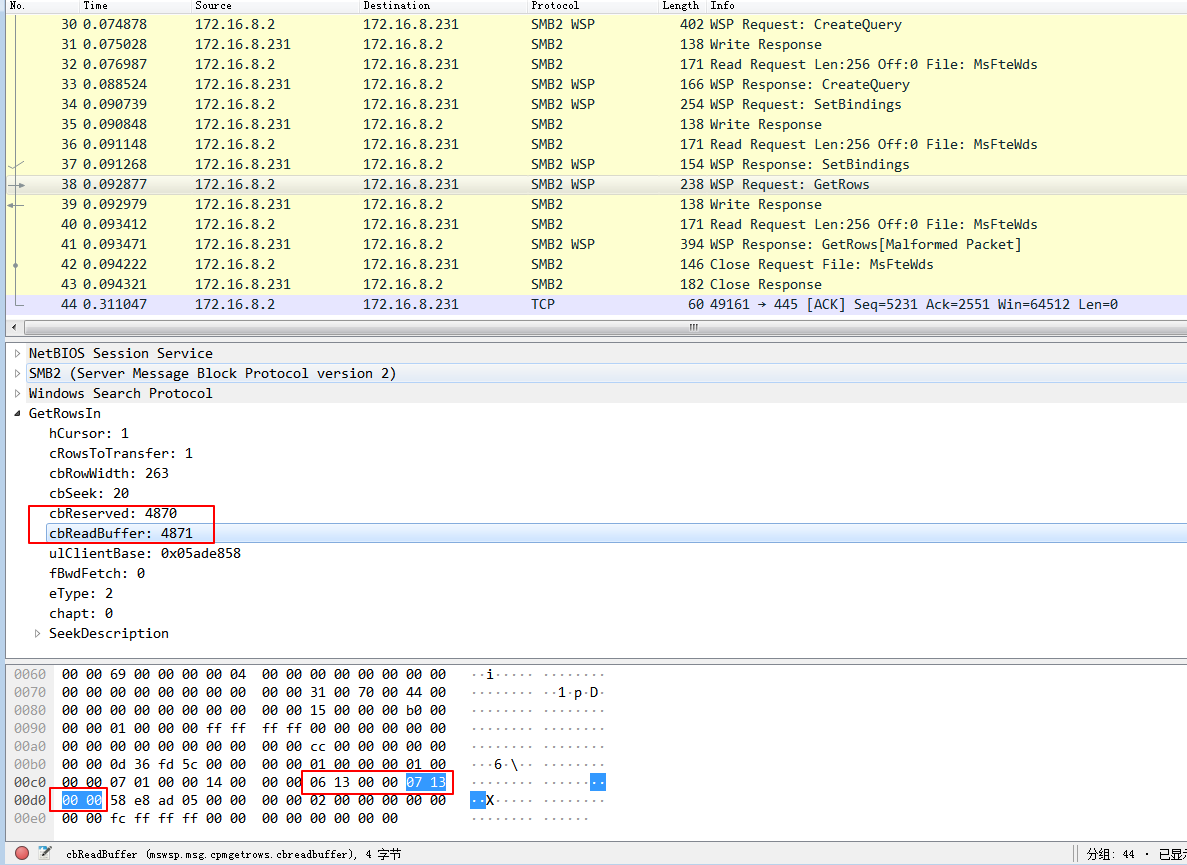 No. Time Source Destination Protocol Length Info
30 0.074878 172.16.8.2 172.16.8.231 SMB2 WSP 402 WSP Request: CreateQuery
31 0.075028 172.16.8.231 172.16.8.2 SMB2 138 Write Response
32 0.076987 172.16.8.2 172.16.8.231 SMB2 171 Read Request Len:256 Off:0 File: MsFteWds
33 0.088524 172.16.8.231 172.16.8.2 SMB2 WSP 166 WSP Response: CreateQuery
34 0.090739 172.16.8.2 172.16.8.231 SMB2 WSP 254 WSP Request: SetBindings
35 0.090848 172.16.8.231 172.16.8.2 SMB2 138 Write Response
36 0.091148 172.16.8.2 172.16.8.231 SMB2 171 Read Request Len:256 Off:0 File: MsFteWds
37 0.091268 172.16.8.231 172.16.8.2 SMB2 WSP 154 WSP Response: SetBindings
38 0.092877 172.16.8.2 172.16.8.231 SMB2 WSP 238 WSP Request: GetRows
39 0.092979 172.16.8.231 172.16.8.2 SMB2 138 Write Response
40 0.093412 172.16.8.2 172.16.8.231 SMB2 171 Read Request Len:256 Off:0 File: MsFteWds
41 0.093471 172.16.8.231 172.16.8.2 SMB2 WSP 394 WSP Response: GetRows[Malformed Packet]
42 0.094222 172.16.8.2 172.16.8.231 SMB2 146 Close Request File: MsFteWds
43 0.094321 172.16.8.231 172.16.8.2 SMB2 182 Close Response
44 0.311047 172.16.8.2 172.16.8.231 TCP 60 49161 → 445 [ACK] Seq=5231 Ack=2551 Win=64512 Len=0
NetBIOS Session Service
SMB2 (Server Message Block Protocol version 2)
Windows Search Protocol
GetRowsIn
hCursor: 1
cRowsToTransfer: 1
cbRowWidth: 263
cbSeek: 20
cbReserved: 4870
cbReadBuffer: 4871
ulClientBase: 0x05ade858
fBwdFetch: 0
eType: 2
chapt: 0
SeekDescription
0060 00 00 69 00 00 00 00 04 00 00 00 00 00 00 00 00 ··i····· ········
0070 00 00 00 00 00 00 00 00 00 00 31 00 70 00 44 00 ········ ··1·p·D·
0080 00 00 00 00 00 00 00 00 00 00 15 00 00 00 b0 00 ········ ········
0090 00 00 01 00 00 00 ff ff ff ff 00 00 00 00 00 00 ········ ········
00a0 00 00 00 00 00 00 00 00 00 00 cc 00 00 00 00 00 ········ ········
00b0 00 00 0d 36 fd 5c 00 00 00 00 01 00 00 00 01 00 ···6·\·· ········
00c0 00 00 07 01 00 00 14 00 00 00 06 13 00 00 07 13 ········ ········
00d0 00 00 58 e8 ad 05 00 00 00 00 02 00 00 00 00 00 ··X····· ········
00e0 00 00 fc ff ff ff 00 00 00 00 00 00 00 00 ········ ······
cbReadBuffer (mswsp.msg.cpmgetrows.cbreadbuffer), 4 字节
分组: 44 · 已显